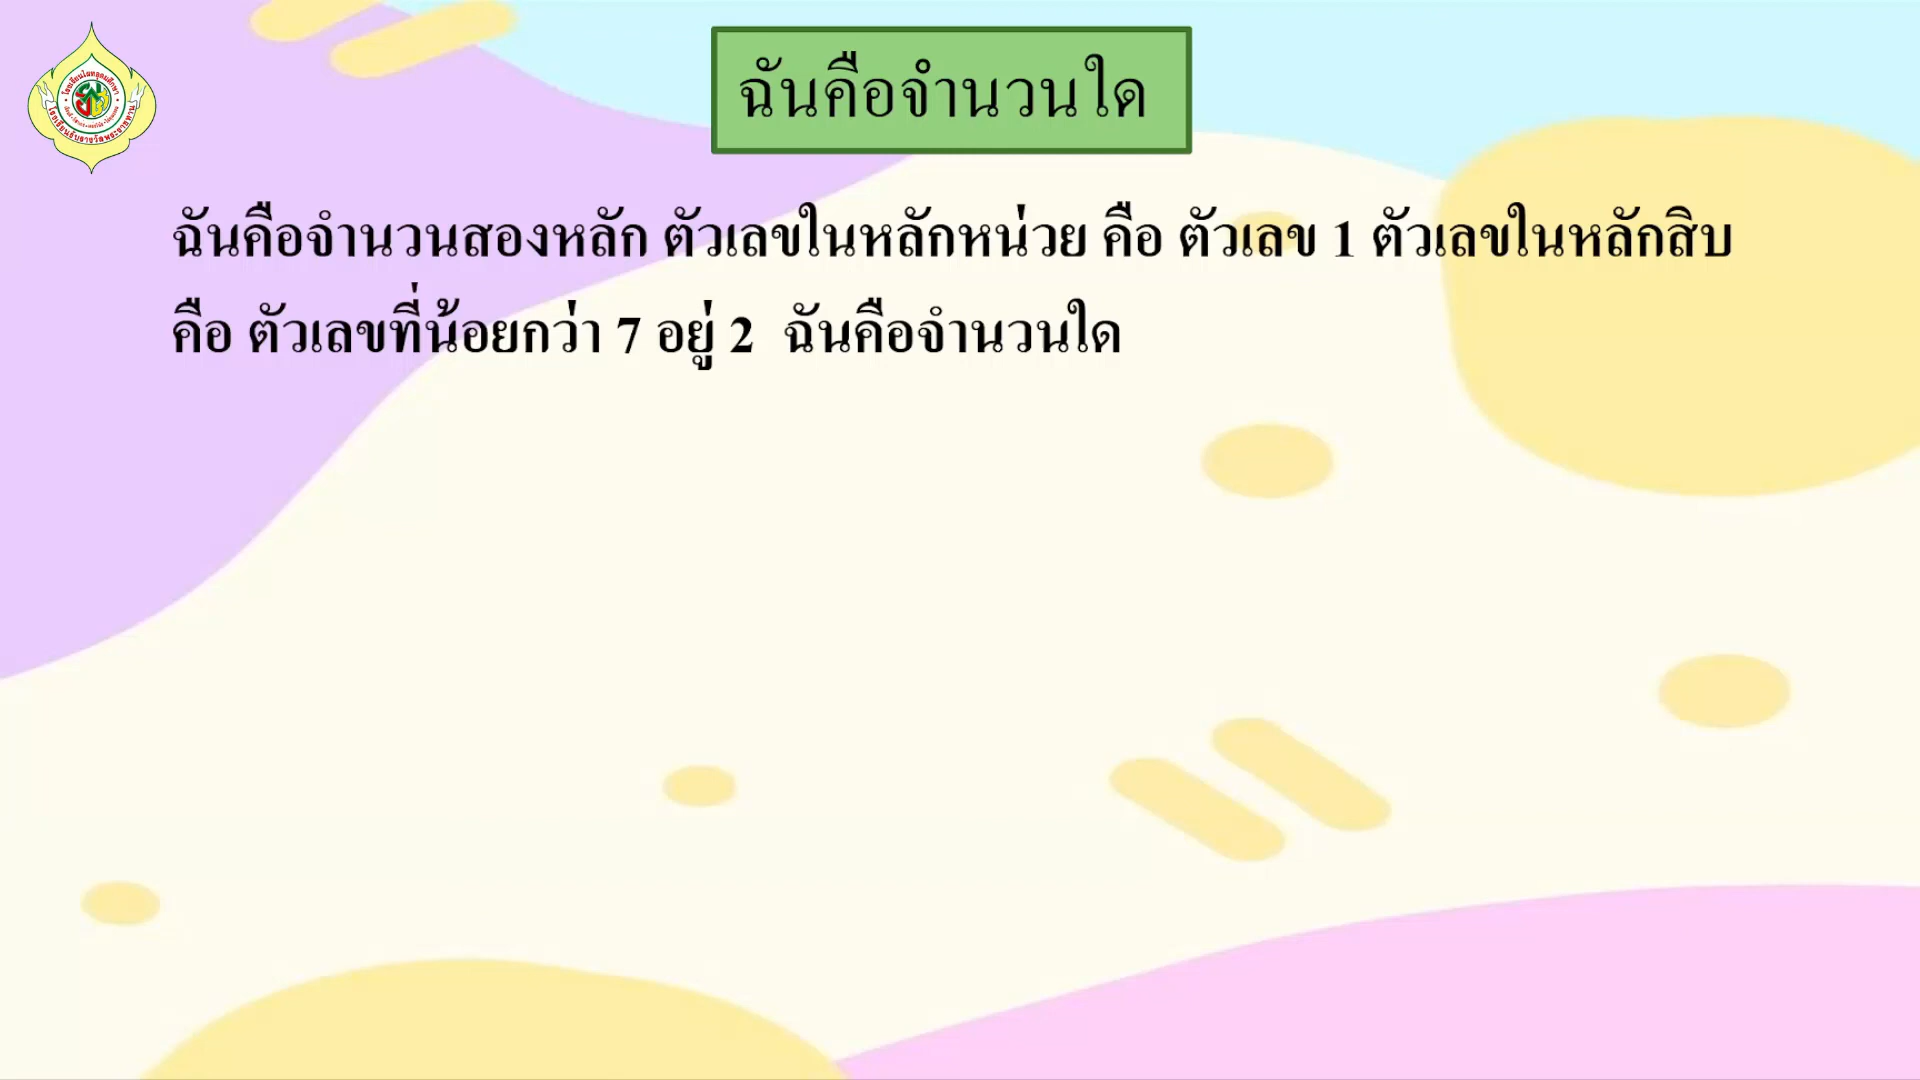 ฉันคือจำนวนใด
ฉันคือจำนวนสองหลัก ตัวเลขในหลักหน่วย คือ ตัวเลข 1 ตัวเลขในหลักสิบ
คือ ตัวเลขที่น้อยกว่า 7 อยู่ 2 ฉันคือจำนวนใด